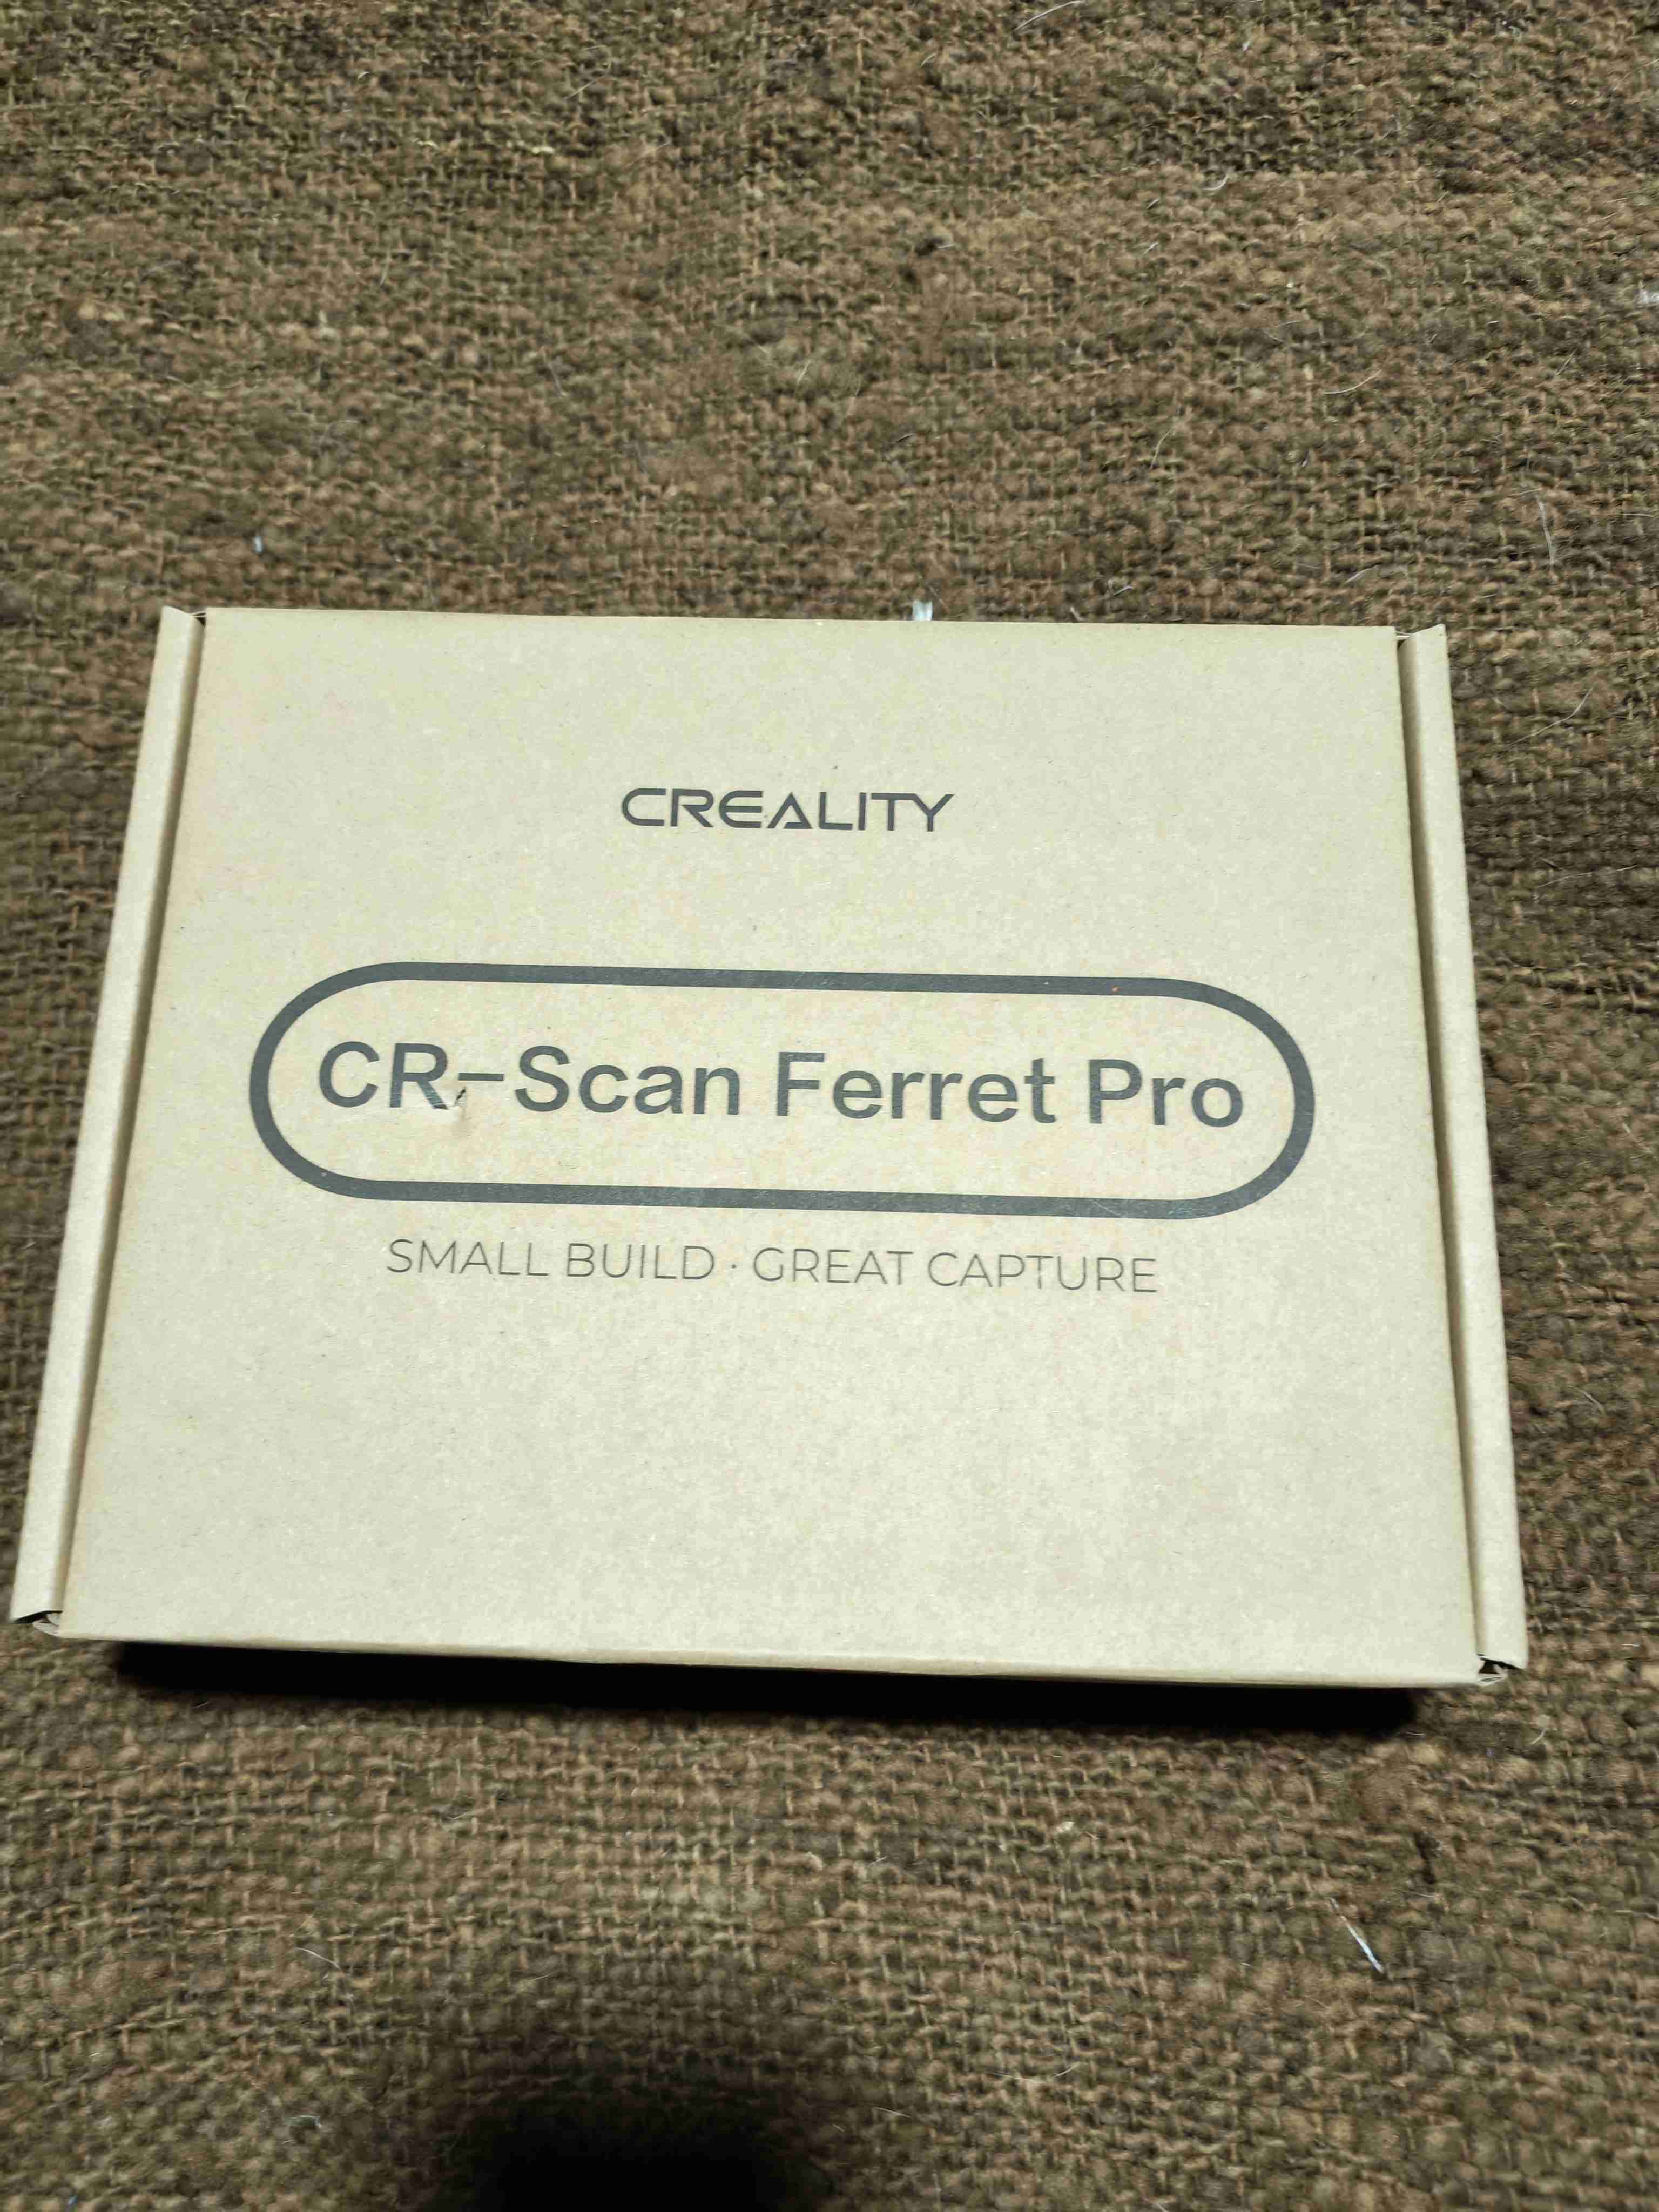 CREALITY
CR-Scan Ferret Pro
SMALL BUILD · GREAT CAPTURE